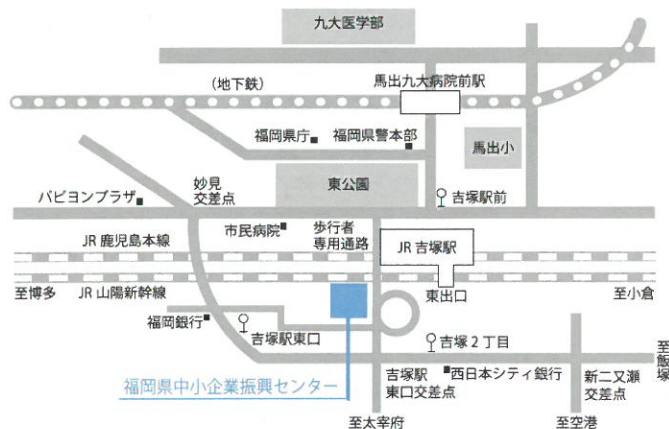 九大医学部
（地下鉄）
馬出九大病院前駅
福岡県庁
福岡県警本部
馬出小
パピヨンプラザ
妙見
交差点
東公園
吉塚駅前
JR 鹿児島本線
市民病院
歩行者
専用通路
JR 吉塚駅
至博多
JR 山陽新幹線
東出口
至小倉
福岡銀行
吉塚駅東口
吉塚２丁目
至飯塚
福岡県中小企業振興センター
吉塚駅
東口交差点
西日本シティ銀行
新二又瀬
交差点
至太宰府
至空港